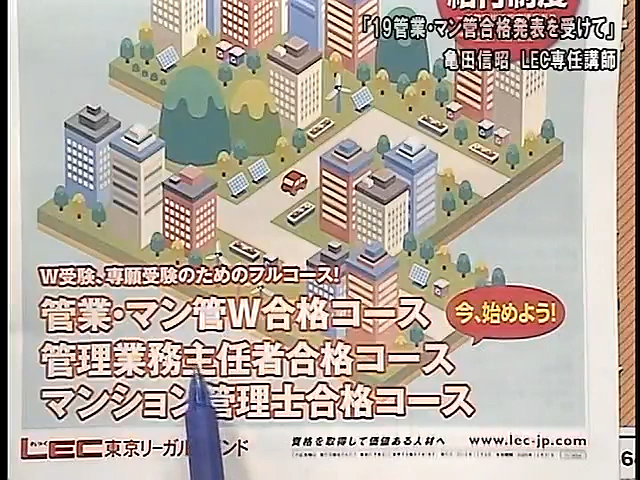 給付制度
「19管業・マン管合格発表を受けて」
亀田信昭 LEC専任講師
W受験、専願受験のためのフルコース!
管業・マン管W合格コース
今、始めよう!
管理業務主任者合格コース
マンション管理士合格コース
LEC東京リーガル
ンド
資格を取得して価値ある人材へ www.lec-jp.com